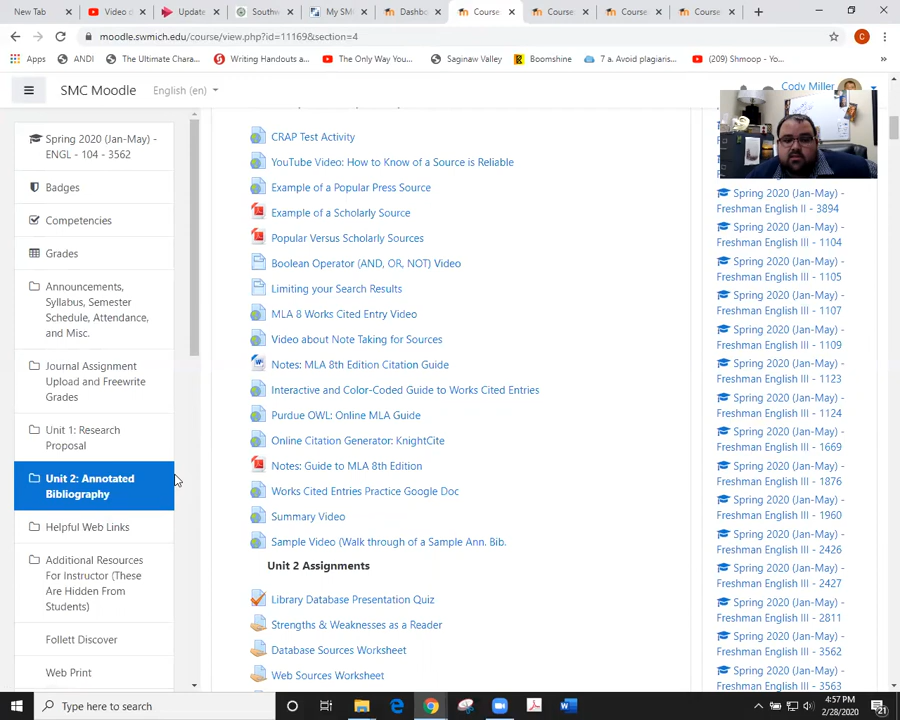 New Tab
Video c
Update
Southw
My SM
Dashbo
Course
Course
Course
Course
moodle.swmich.edu/course/view.php?id=11169&section=4
C
Apps
ANDI
The Ultimate Chara...
Writing Handouts a...
The Only Way You...
Saginaw Valley
Boomshine
7 a. Avoid plagiaris...
(209) Shmoop - Yo...
SMC Moodle
English (en)
Cody Miller
Spring 2020 (Jan-May) -
ENGL - 104 - 3562
Badges
Competencies
Grades
Announcements,
Syllabus, Semester
Schedule, Attendance,
and Misc.
Journal Assignment
Upload and Freewrite
Grades
Unit 1: Research
Proposal
Unit 2: Annotated
Bibliography
Helpful Web Links
Additional Resources
For Instructor (These
Are Hidden From
Students)
Follett Discover
Web Print
CRAP Test Activity
YouTube Video: How to Know of a Source is Reliable
Example of a Popular Press Source
Example of a Scholarly Source
Popular Versus Scholarly Sources
Boolean Operator (AND, OR, NOT) Video
Limiting your Search Results
MLA 8 Works Cited Entry Video
Video about Note Taking for Sources
Notes: MLA 8th Edition Citation Guide
Interactive and Color-Coded Guide to Works Cited Entries
Purdue OWL: Online MLA Guide
Online Citation Generator: KnightCite
Notes: Guide to MLA 8th Edition
Works Cited Entries Practice Google Doc
Summary Video
Sample Video (Walk through of a Sample Ann. Bib.
Unit 2 Assignments
Library Database Presentation Quiz
Strengths & Weaknesses as a Reader
Database Sources Worksheet
Web Sources Worksheet
Spring 2020 (Jan-May) -
Freshman English II - 3894
Spring 2020 (Jan-May) -
Freshman English III - 1104
Spring 2020 (Jan-May) -
Freshman English III - 1105
Spring 2020 (Jan-May) -
Freshman English III - 1107
Spring 2020 (Jan-May) -
Freshman English III - 1109
Spring 2020 (Jan-May) -
Freshman English III - 1123
Spring 2020 (Jan-May) -
Freshman English III - 1124
Spring 2020 (Jan-May) -
Freshman English III - 1669
Spring 2020 (Jan-May) -
Freshman English III - 1876
Spring 2020 (Jan-May) -
Freshman English III - 1960
Spring 2020 (Jan-May) -
Freshman English III - 2426
Spring 2020 (Jan-May) -
Freshman English III - 2427
Spring 2020 (Jan-May) -
Freshman English III - 2811
Spring 2020 (Jan-May) -
Freshman English III - 3562
Spring 2020 (Jan-May) -
Freshman English III - 3563
Type here to search
4:57 PM
2/28/2020
21